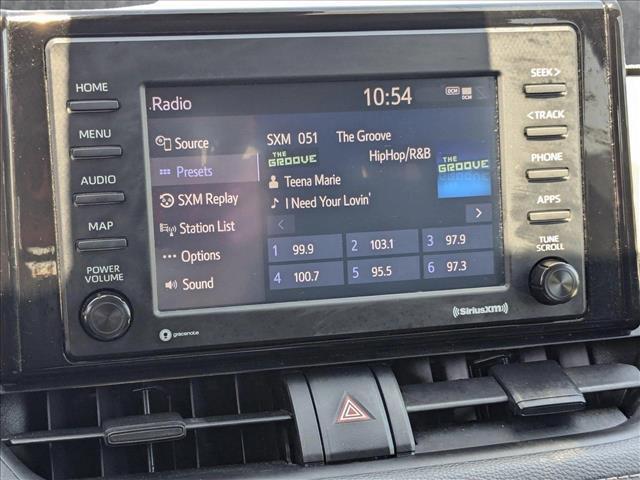 HOME
MENU
AUDIO
MAP
POWER
VOLUME
.Radio
10:54
DCM
DCM
Source
Presets
SXM Replay
Station List
Options
Sound
SXM 051 The Groove
HipHop/R&B
THE
GROOVE
THE
GROOVE
Teena Marie
I Need Your Lovin'
<
>
1 99.9
2 103.1
3 97.9
4 100.7
5 95.5
6 97.3
SEEK >
< TRACK
PHONE
APPS
TUNE
SCROLL
gracenote
((SiriusXM))